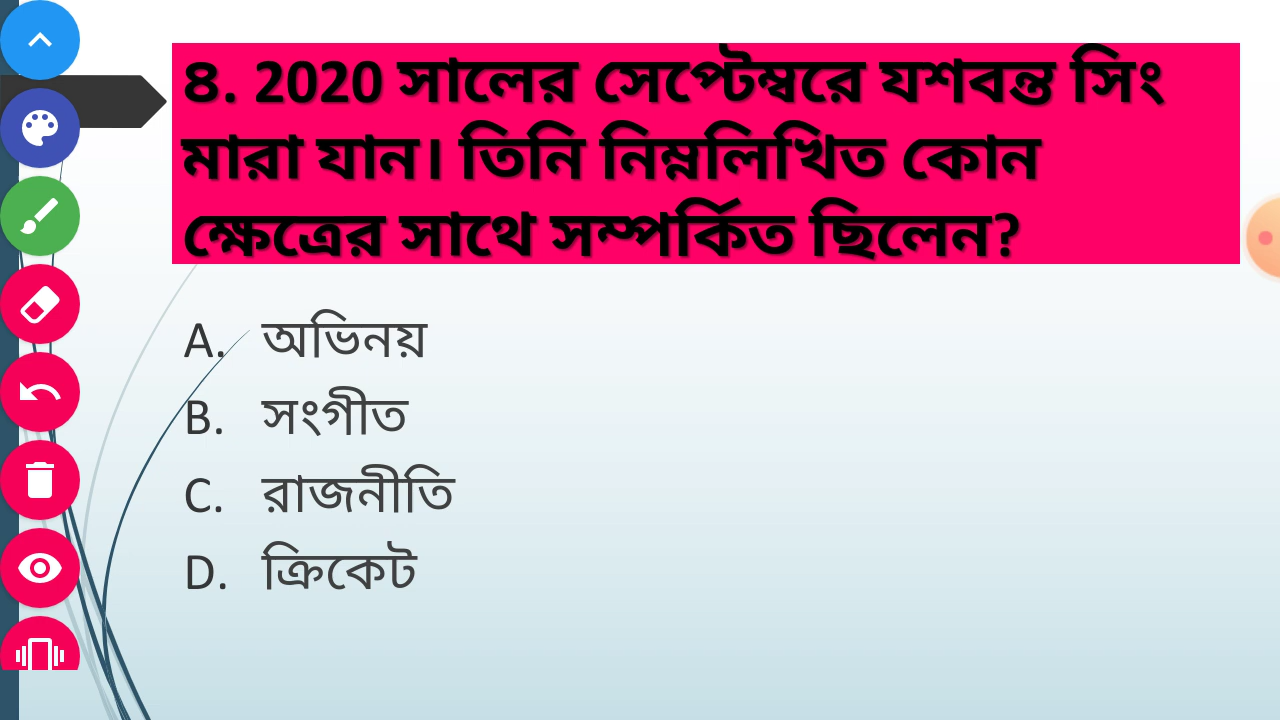 ৪. 2020 সালের সেপ্টেম্বরে যশবন্ত সিং
মারা যান। তিনি নিম্নলিখিত কোন
ক্ষেত্রের সাথে সম্পর্কিত ছিলেন?
A. অভিনয়
B. সংগীত
C. রাজনীতি
D. ক্রিকেট